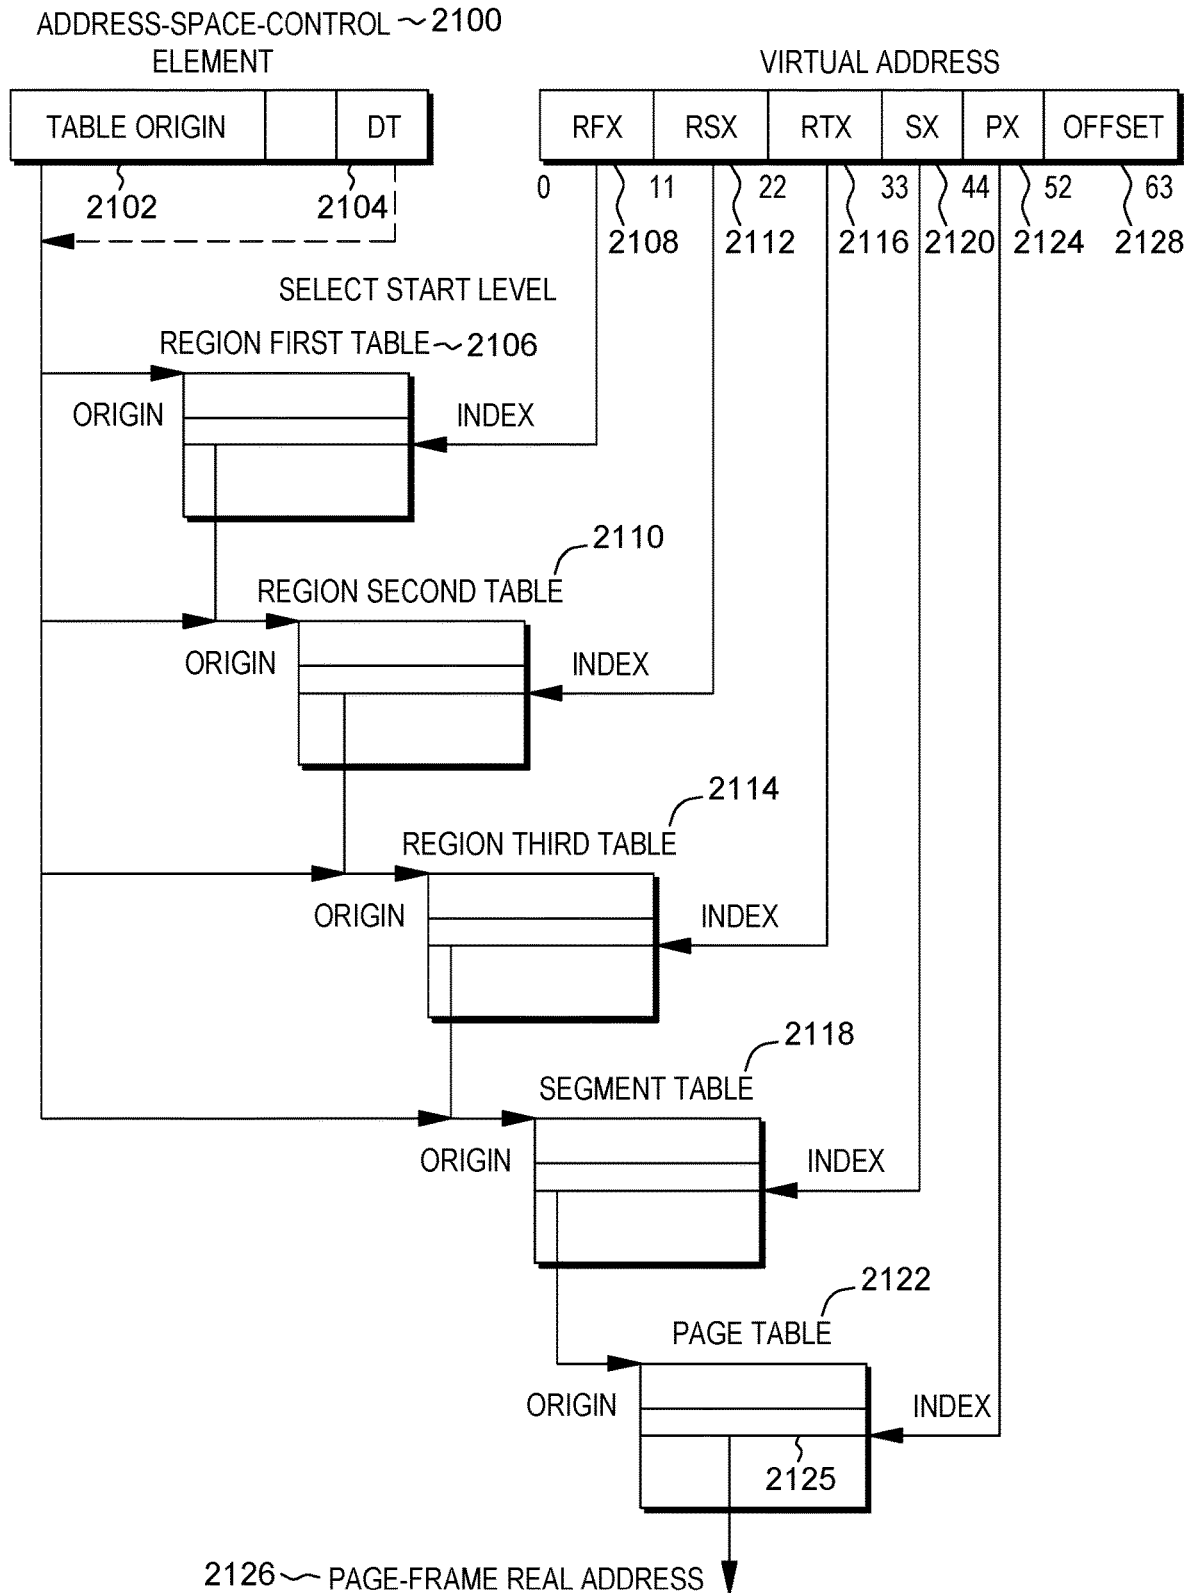 ADDRESS-SPACE-CONTROL 2100
ELEMENT
VIRTUAL ADDRESS
TABLE ORIGIN DT
RFX RSX RTX SX PX OFFSET
0 11 22 33 44 52 63
2102 2104
2108 2112 2116 2120 2124 2128
SELECT START LEVEL
REGION FIRST TABLE 2106
ORIGIN INDEX
2110
REGION SECOND TABLE
ORIGIN INDEX
2114
REGION THIRD TABLE
ORIGIN INDEX
2118
SEGMENT TABLE
ORIGIN INDEX
2122
PAGE TABLE
ORIGIN INDEX
2125
2126 PAGE-FRAME REAL ADDRESS